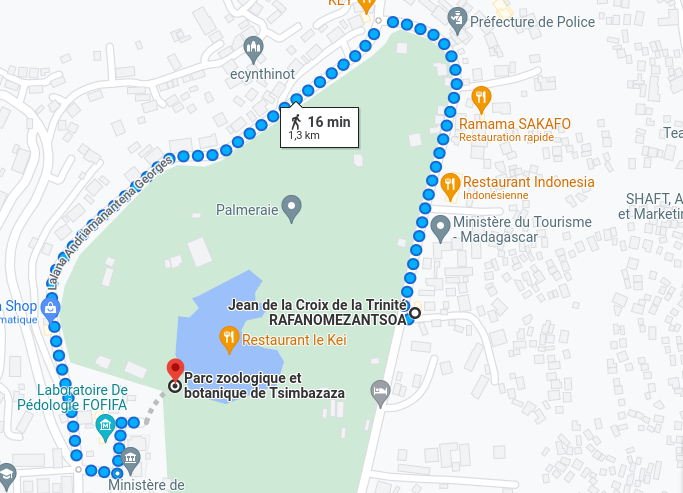 KEY
Préfecture de Police
ecynthinot
16 min
1,3 km
Ramama SAKAFO
Restauration rapide
Tea
Lalana Andriamanantena Georges
Restaurant Indonesia
Indonésienne
SHAFT, A
et Marketin
Palmeraie
Ministère du Tourisme
- Madagascar
a Shop
matique
Jean de la Croix de la Trinité
RAFANOMEZANTSOA
Restaurant le Kei
Parc zoologique et
botanique de Tsimbazaza
Laboratoire De
Pédologie FOFIFA
Ministère de